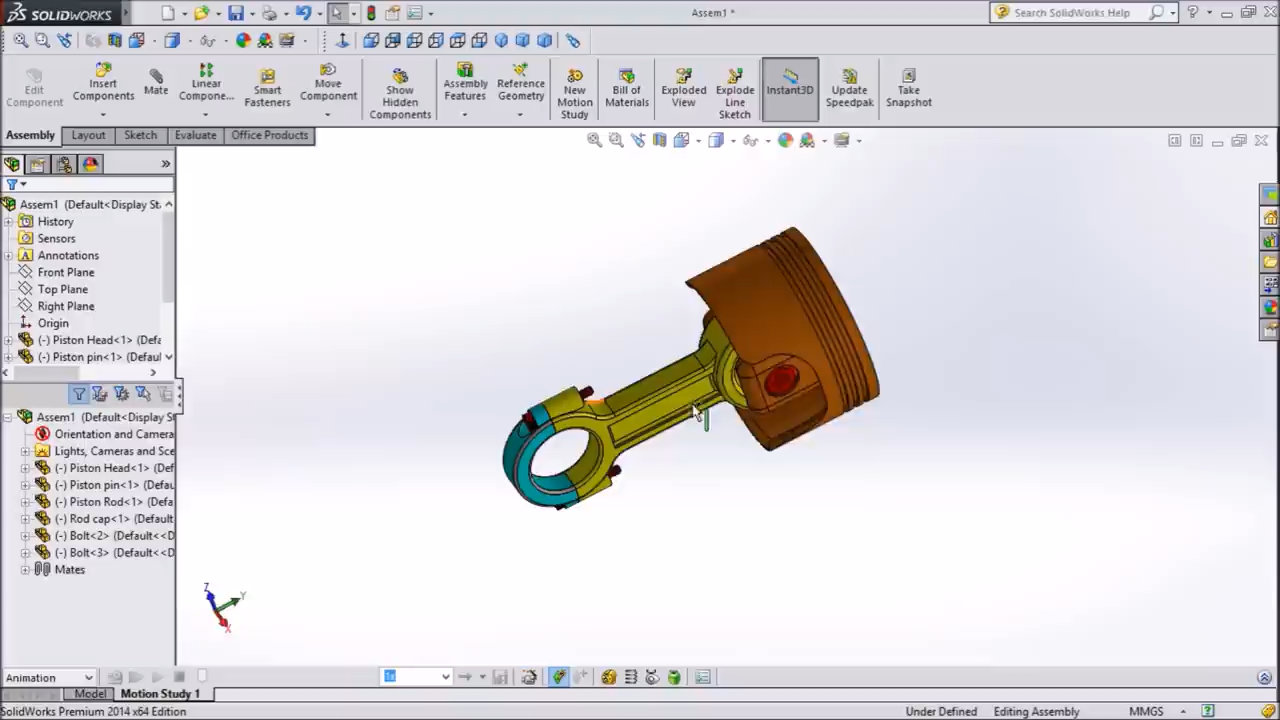 SOLIDWORKS
Assem1 *
Search SolidWorks Help
Edit
Component
Insert
Components
Mate
Linear
Compone...
Smart
Fasteners
Move
Component
Show
Hidden
Components
Assembly
Features
Reference
Geometry
New
Motion
Study
Bill of
Materials
Exploded
View
Explode
Line
Sketch
Instant3D
Update
Speedpak
Take
Snapshot
Assembly
Layout
Sketch
Evaluate
Office Products
Assem1 (Default<Display St
History
Sensors
Annotations
Front Plane
Top Plane
Right Plane
Origin
(-) Piston Head<1> (Defa
(-) Piston pin<1> (Defaul
Assem1 (Default<Display S
Orientation and Camera
Lights, Cameras and Sce
(-) Piston Head<1> (Def
(-) Piston pin<1> (Defau
(-) Piston Rod<1> (Defa
(-) Rod cap<1> (Default
(-) Bolt<2> (Default<<D
(-) Bolt<3> (Default<<D
Mates
Z
Y
X
Animation
Model
Motion Study 1
SolidWorks Premium 2014 x64 Edition
Under Defined
Editing Assembly
MMGS